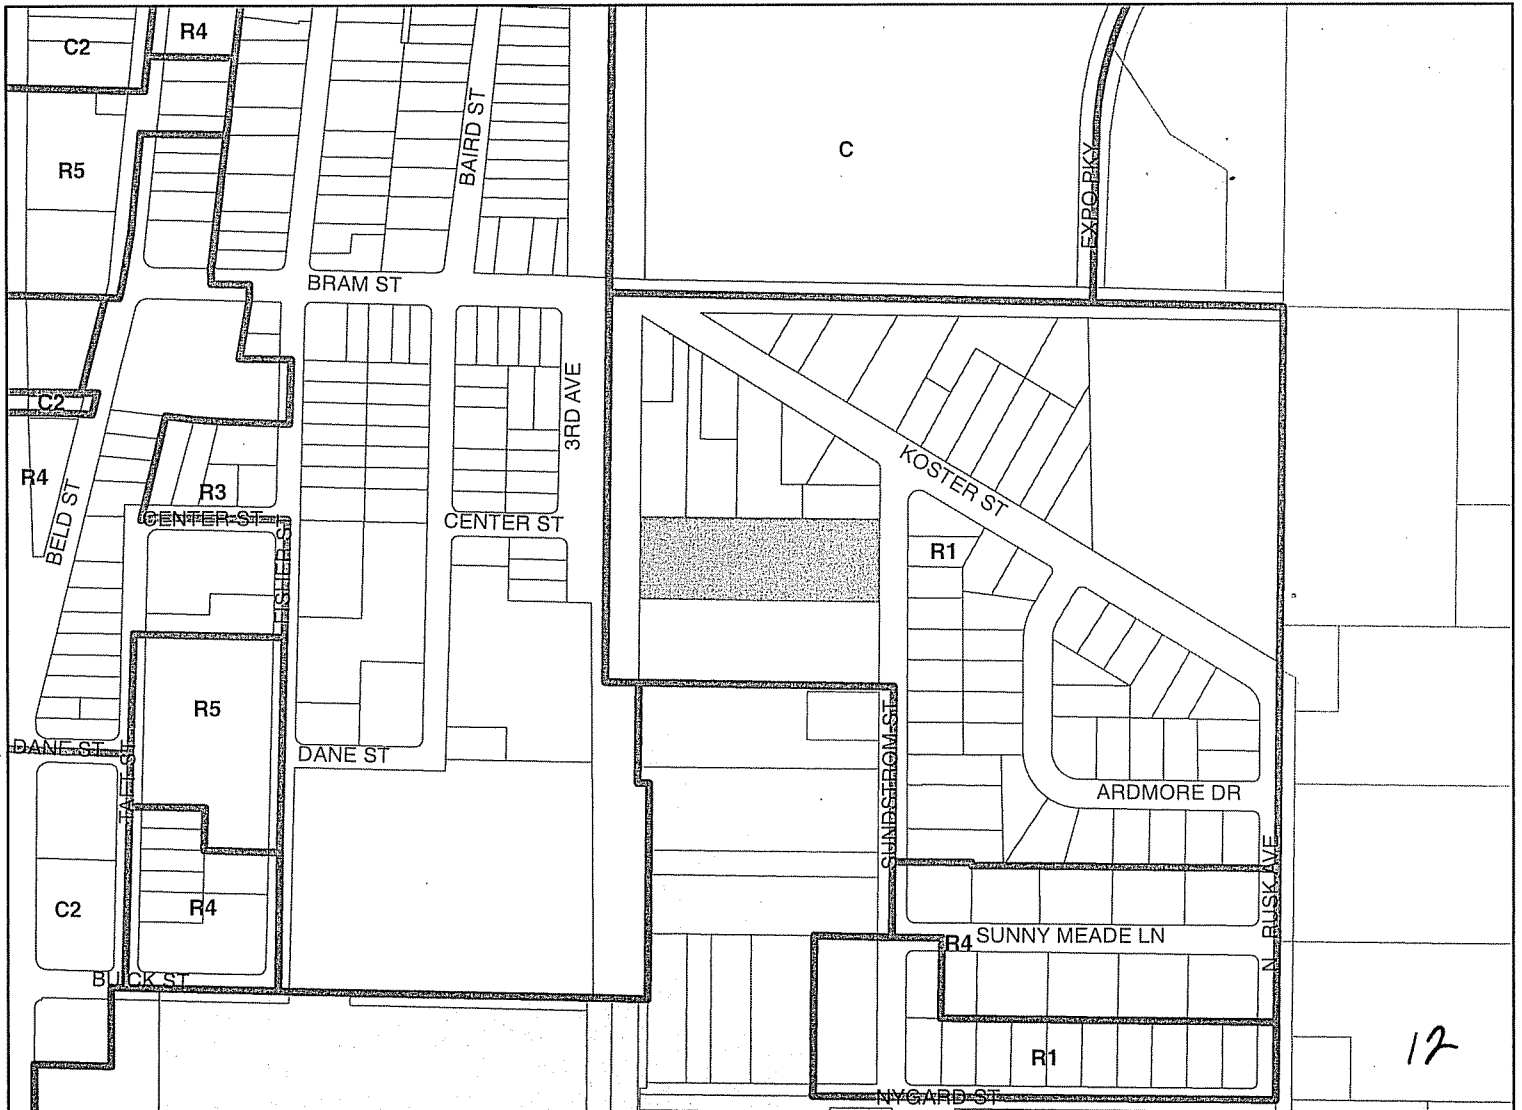 R4
C2
BAIRD ST
C
R5
EXPO PKY
BRAM ST
C2
3RD AVE
R4
BELD ST
R3
CENTER ST
CENTER ST
FISHER ST
KOSTER ST
R1
R5
DANE ST
DANE ST
TAFT ST
SUNDSTROM ST
ARDMORE DR
N RUSK AVE
C2
R4
R4
SUNNY MEADE LN
BUICK ST
R1
NYGARD ST
12